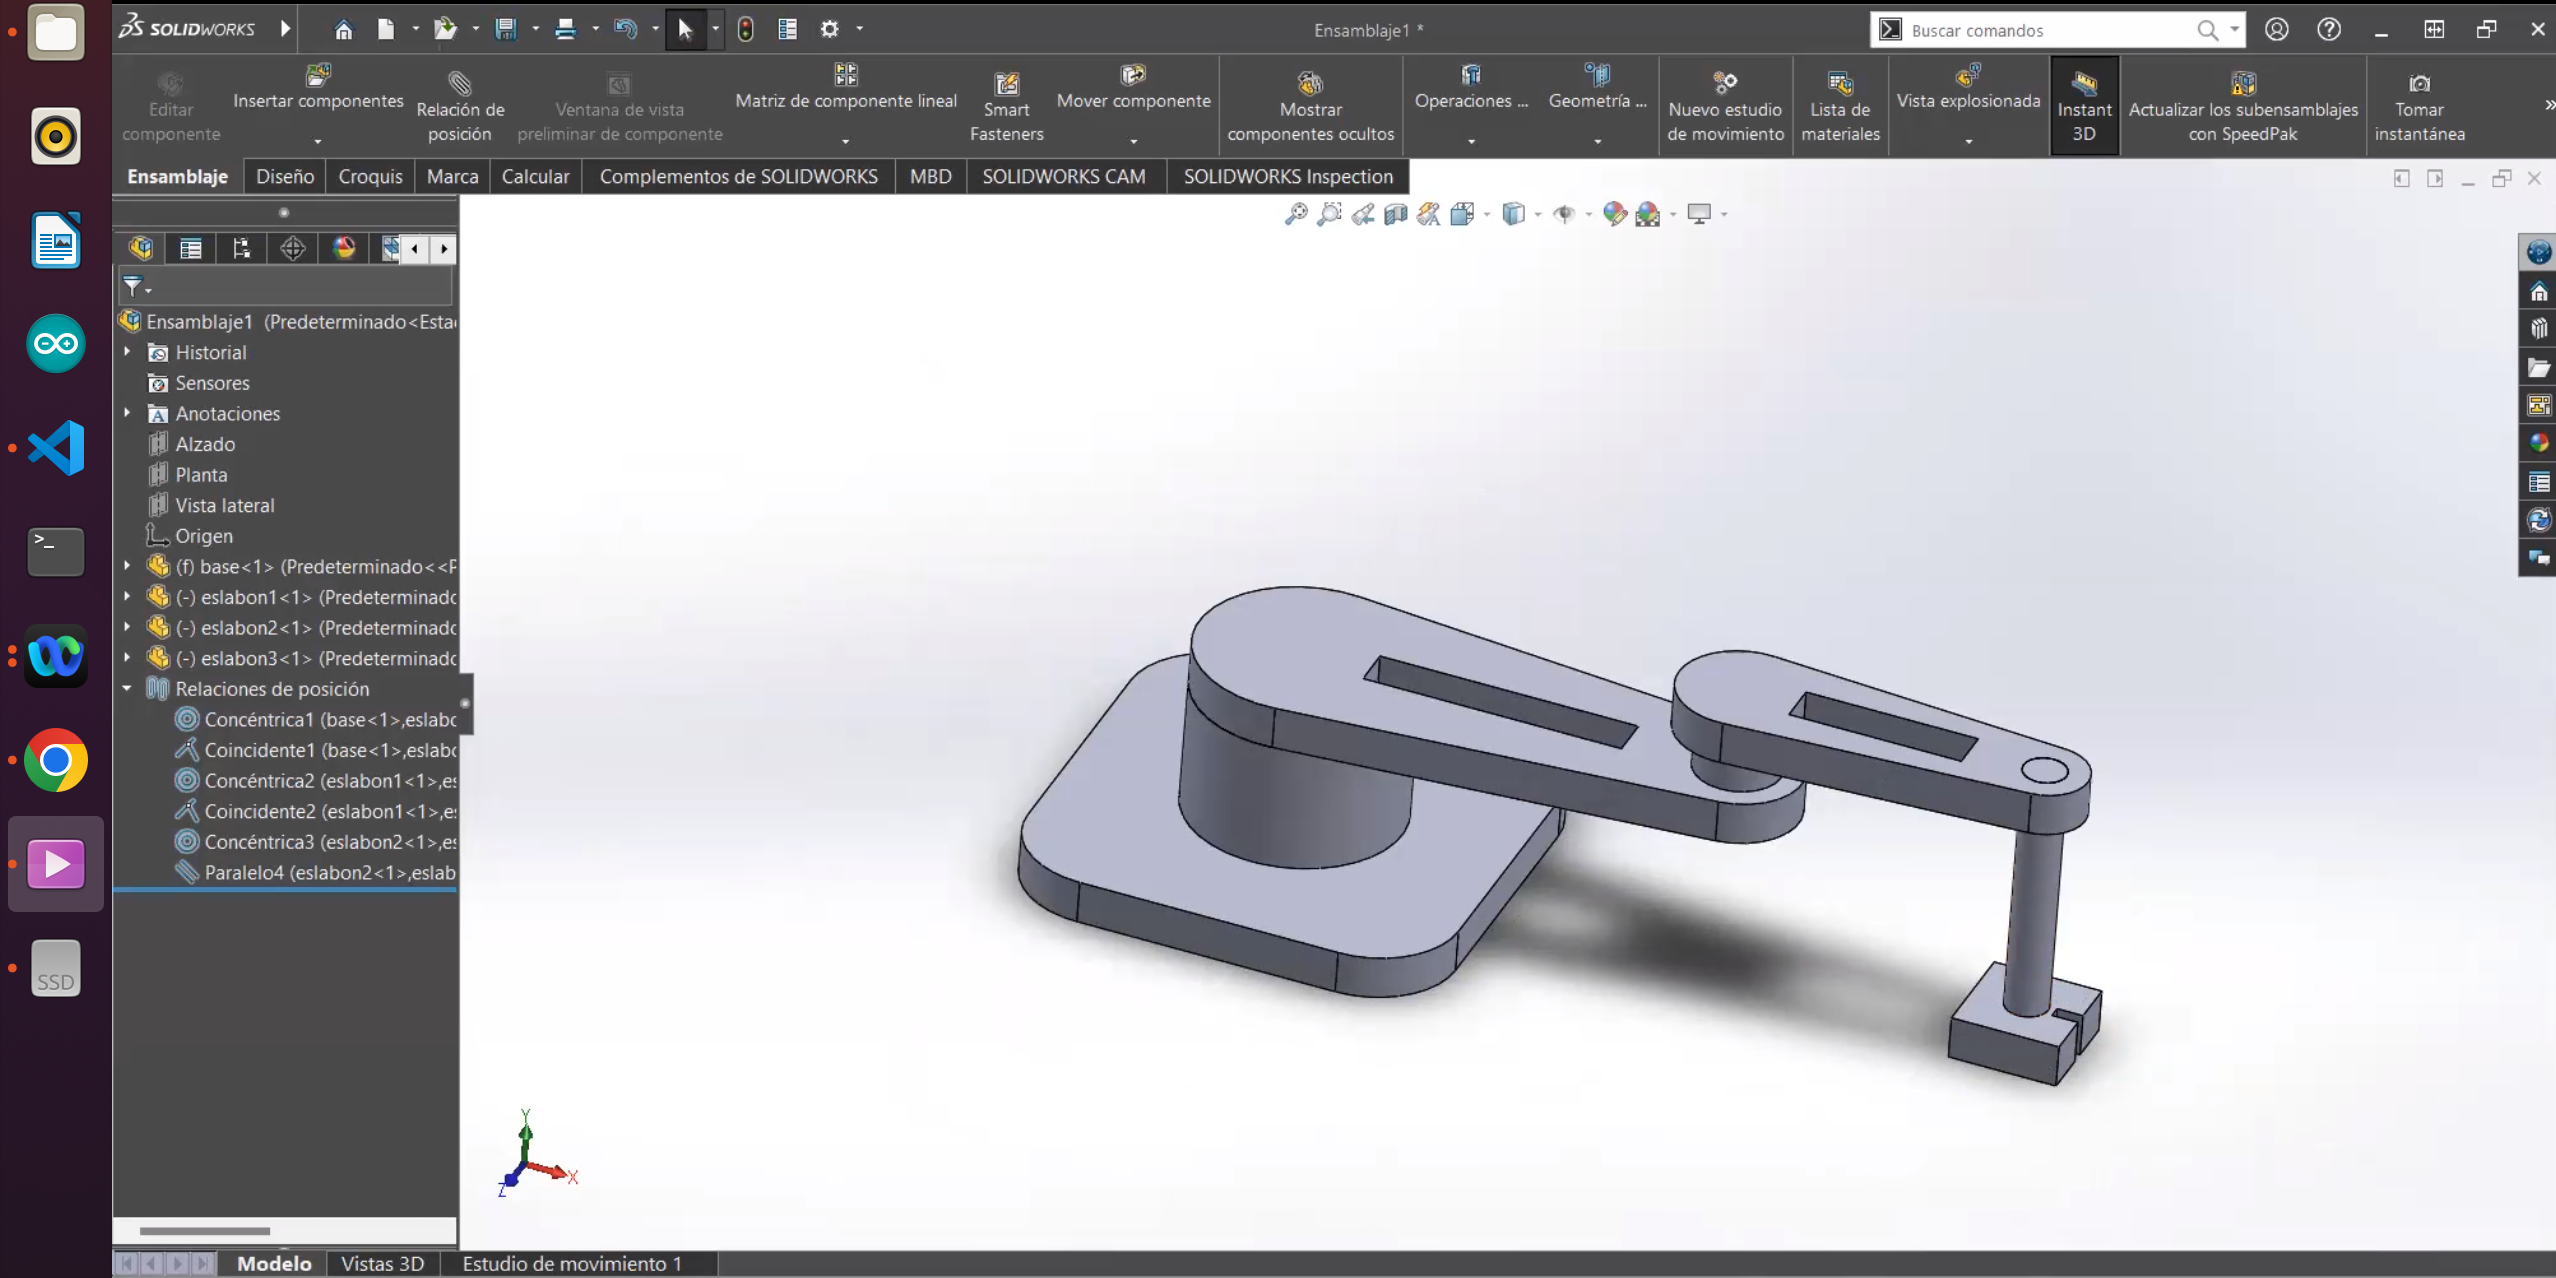 SOLIDWORKS
Ensamblaje1 *
Buscar comandos
Editar componente
Insertar componentes
Relación de posición
Ventana de vista preliminar de componente
Matriz de componente lineal
Smart Fasteners
Mover componente
Mostrar componentes ocultos
Operaciones ...
Geometría ...
Nuevo estudio de movimiento
Lista de materiales
Vista explosionada
Instant 3D
Actualizar los subensamblajes con SpeedPak
Tomar instantánea
»
Ensamblaje
Diseño
Croquis
Marca
Calcular
Complementos de SOLIDWORKS
MBD
SOLIDWORKS CAM
SOLIDWORKS Inspection
Ensamblaje1 (Predeterminado<Esta
Historial
Sensores
Anotaciones
Alzado
Planta
Vista lateral
Origen
(f) base<1> (Predeterminado<<P
(-) eslabon1<1> (Predeterminado
(-) eslabon2<1> (Predeterminado
(-) eslabon3<1> (Predeterminado
Relaciones de posición
Concéntrica1 (base<1>,eslabo
Coincidente1 (base<1>,eslabo
Concéntrica2 (eslabon1<1>,es
Coincidente2 (eslabon1<1>,es
Concéntrica3 (eslabon2<1>,es
Paralelo4 (eslabon2<1>,eslab
SSD
Y
X
Z
Modelo
Vistas 3D
Estudio de movimiento 1